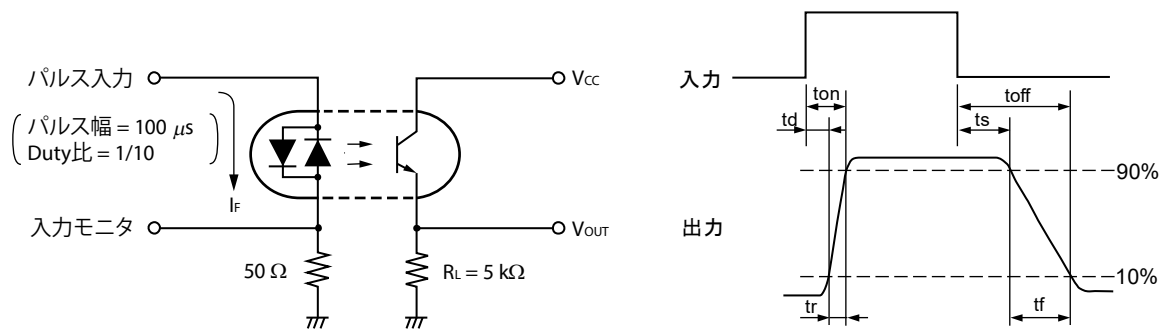 パルス入力
パルス幅 = 100 μs
Duty比 = 1/10
IF
入力モニタ
50 Ω
RL = 5 kΩ
VCC
VOUT
入力
ton
toff
td
ts
90%
出力
10%
tr
tf